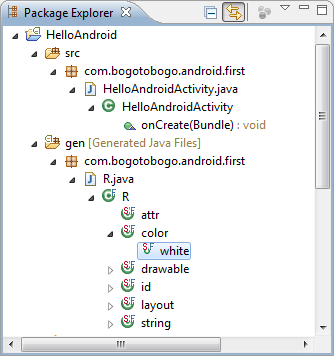 Package Explorer
HelloAndroid
src
com.bogotobogo.android.first
HelloAndroidActivity.java
HelloAndroidActivity
onCreate(Bundle) : void
gen [Generated Java Files]
com.bogotobogo.android.first
R.java
R
attr
color
white
drawable
id
layout
string